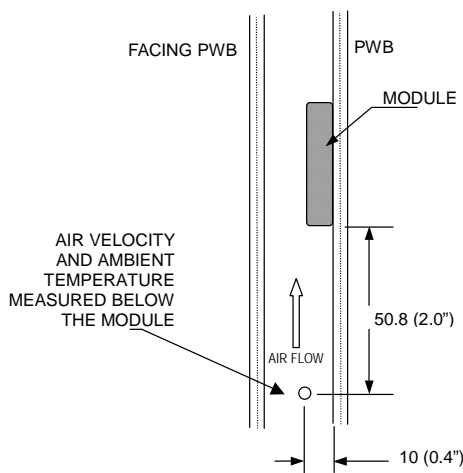 FACING PWB
PWB
MODULE
AIR VELOCITY
AND AMBIENT
TEMPERATURE
MEASURED BELOW
THE MODULE
50.8 (2.0")
AIR FLOW
10 (0.4")